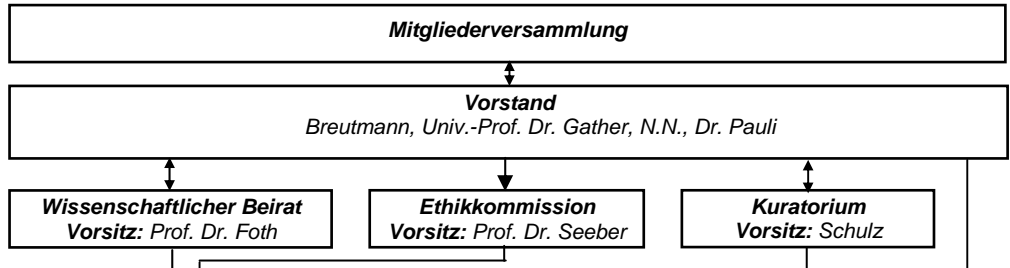 Mitgliederversammlung
Vorstand
Breutmann, Univ.-Prof. Dr. Gather, N.N., Dr. Pauli
Wissenschaftlicher Beirat
Vorsitz: Prof. Dr. Foth
Ethikkommission
Vorsitz: Prof. Dr. Seeber
Kuratorium
Vorsitz: Schulz